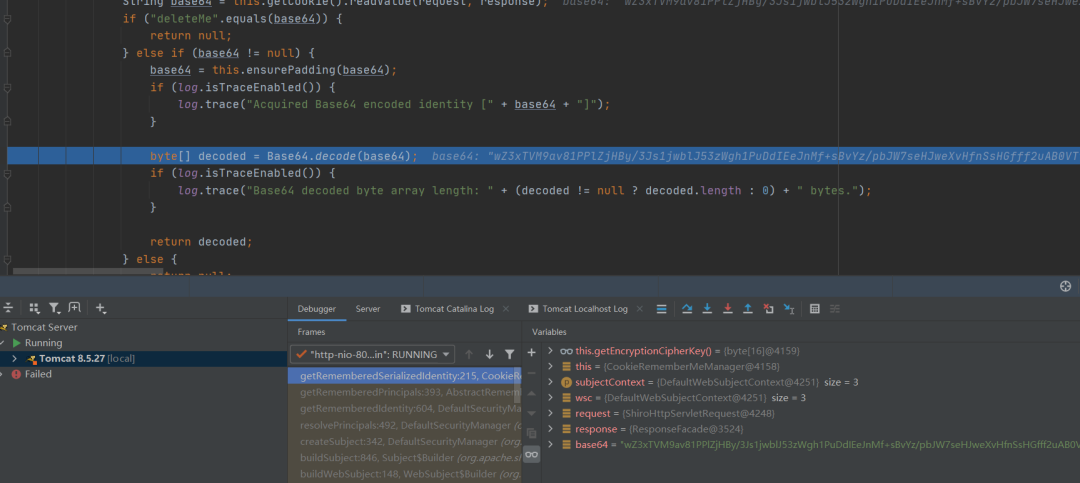 String base64 = this.getCookie().readValue(request, response);  base64:
if ("deleteMe".equals(base64)) {
return null;
} else if (base64 != null) {
base64 = this.ensurePadding(base64);
if (log.isTraceEnabled()) {
log.trace("Acquired Base64 encoded identity [" + base64 + "]");
}
byte[] decoded = Base64.decode(base64);  base64: "wZ3xTVM9av81PPlZjHBy/3Js1jwblJ53zWgh1PuDdIEeJnMf+sBvYz/pbJW7seHJweXvHfnSsHGfff2uAB0VT
if (log.isTraceEnabled()) {
log.trace("Base64 decoded byte array length: " + (decoded != null ? decoded.length : 0) + " bytes.");
}
return decoded;
} else {
return null;
Debugger Server Tomcat Catalina Log Tomcat Localhost Log
Tomcat Server
Running
Tomcat 8.5.27 [local]
Failed
Frames
"http-nio-80...in": RUNNING
getRememberedSerializedIdentity:215, CookieRe
getRememberedPrincipals:393, AbstractRemem
getRememberedIdentity:604, DefaultSecurityMa
resolvePrincipals:492, DefaultSecurityManager
createSubject:342, DefaultSecurityManager (org.
buildSubject:846, Subject$Builder (org.apache.sh
buildWebSubject:148, WebSubject$Builder (org
Variables
this.getEncryptionCipherKey() = {byte[16]@4159}
this = {CookieRememberMeManager@4158}
subjectContext = {DefaultWebSubjectContext@4251} size = 3
wsc = {DefaultWebSubjectContext@4251} size = 3
request = {ShiroHttpServletRequest@4248}
response = {ResponseFacade@3524}
base64 = "wZ3xTVM9av81PPlZjHBy/3Js1jwblJ53zWgh1PuDdIEeJnMf+sBvYz/pbJW7seHJweXvHfnSsHGfff2uAB0V